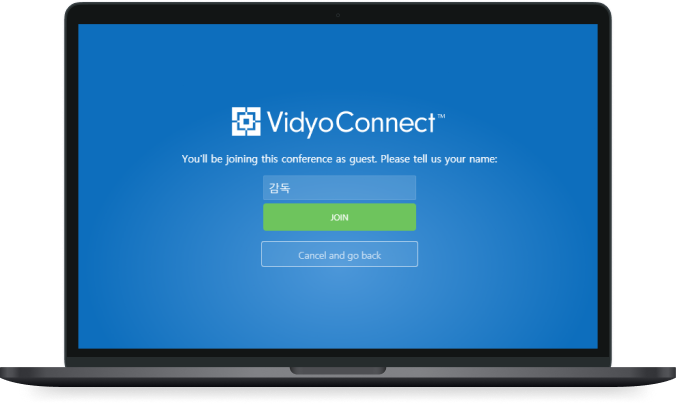 VidyoConnect™
You'll be joining this conference as guest. Please tell us your name:
감독
JOIN
Cancel and go back